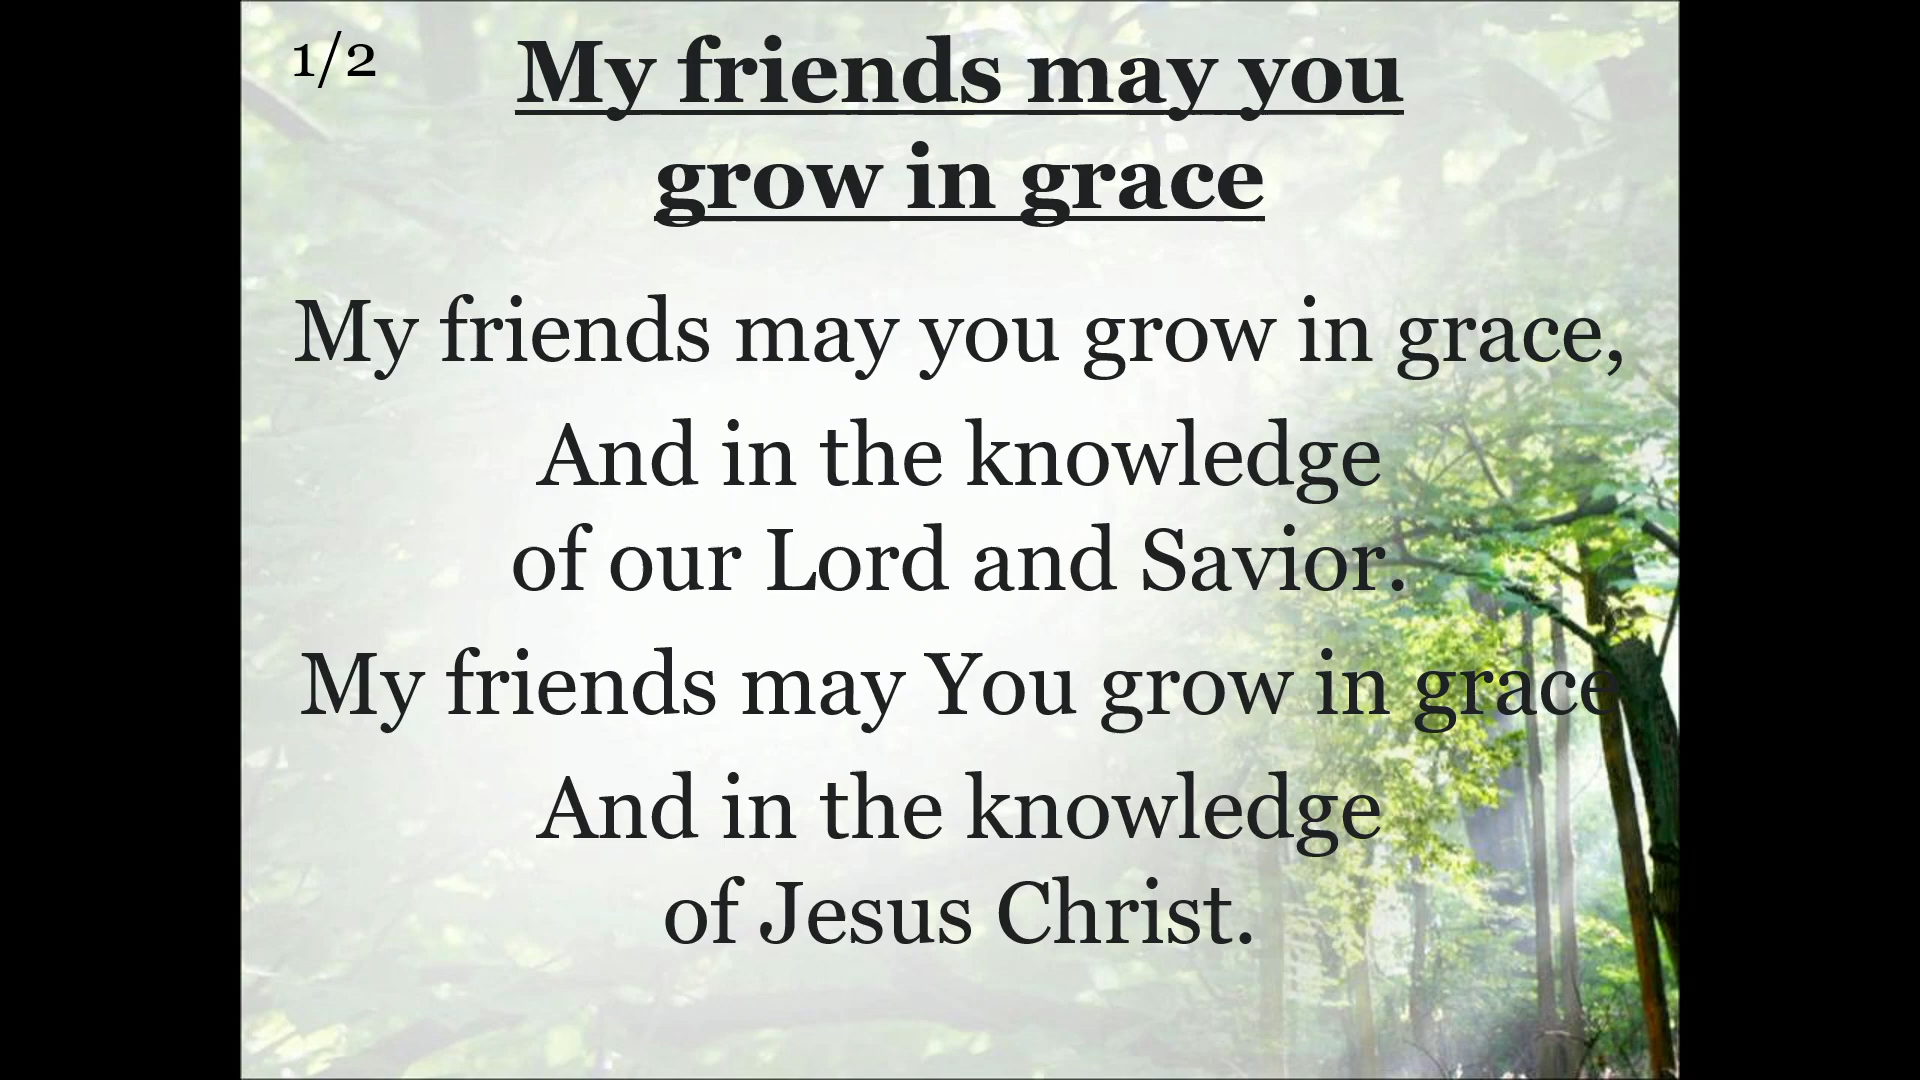 1/2
My friends may you
grow in grace
My friends may you grow in grace,
And in the knowledge
of our Lord and Savior.
My friends may You grow in grace
And in the knowledge
of Jesus Christ.